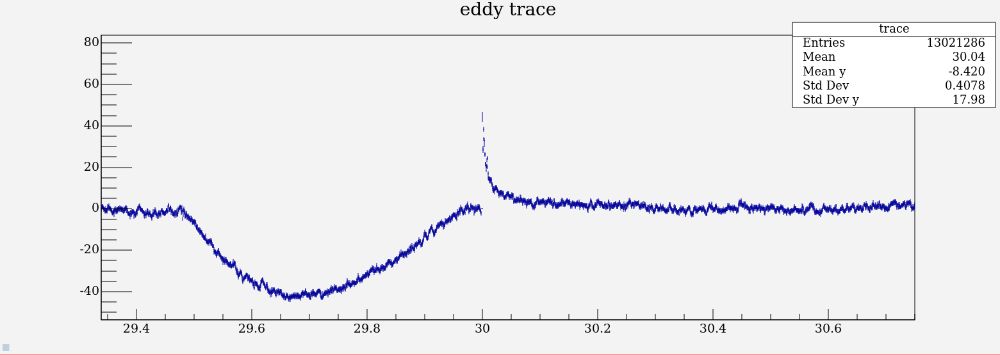 eddy trace
trace
Entries 13021286
Mean 30.04
Mean y -8.420
Std Dev 0.4078
Std Dev y 17.98
80
60
40
20
0
-20
-40
29.4 29.6 29.8 30 30.2 30.4 30.6